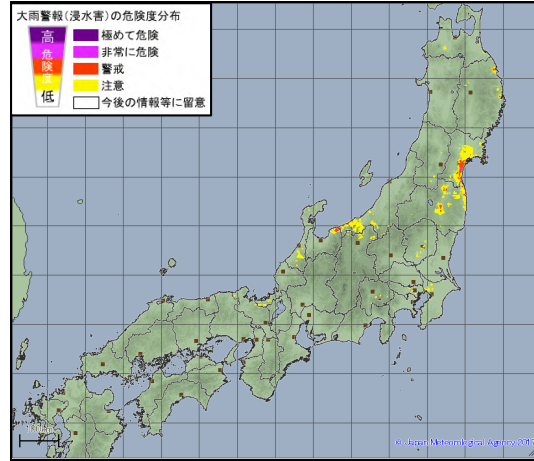 大雨警報(浸水害)の危険度分布
高
危
険
度
低
極めて危険
非常に危険
警戒
注意
今後の情報等に留意
© Japan Meteorological Agency 2017